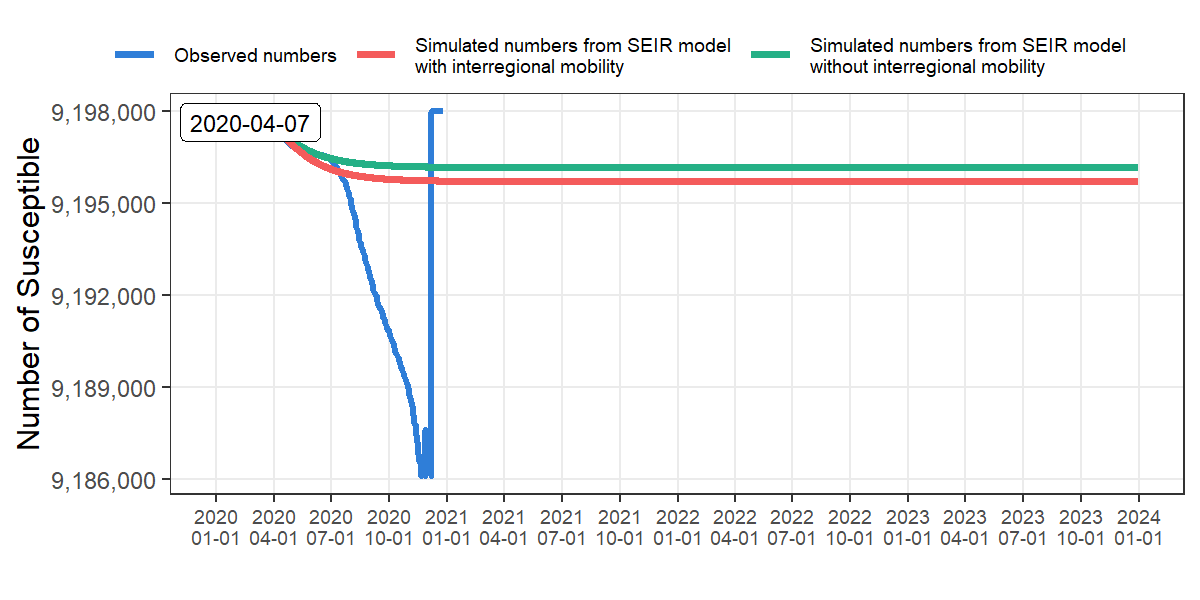 Observed numbers
Simulated numbers from SEIR model
with interregional mobility
Simulated numbers from SEIR model
without interregional mobility
Number of Susceptible
9,198,000
9,195,000
9,192,000
9,189,000
9,186,000
2020-04-07
2020 2020 2020 2020 2021 2021 2021 2021 2022 2022 2022 2022 2023 2023 2023 2023 2024
01-01 04-01 07-01 10-01 01-01 04-01 07-01 10-01 01-01 04-01 07-01 10-01 01-01 04-01 07-01 10-01 01-01